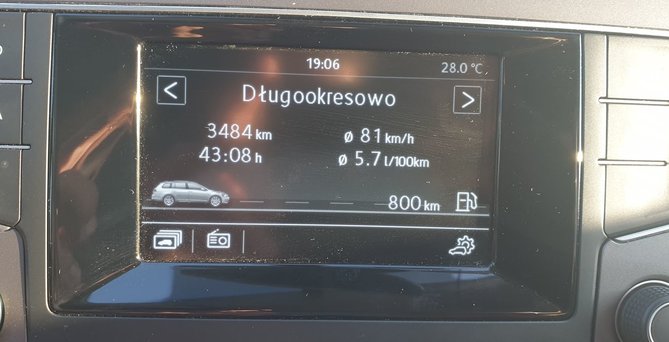 19:06 28.0 °C
< Długookresowo >
3484 km ø 81 km/h
43:08 h ø 5.7 l/100km
800 km